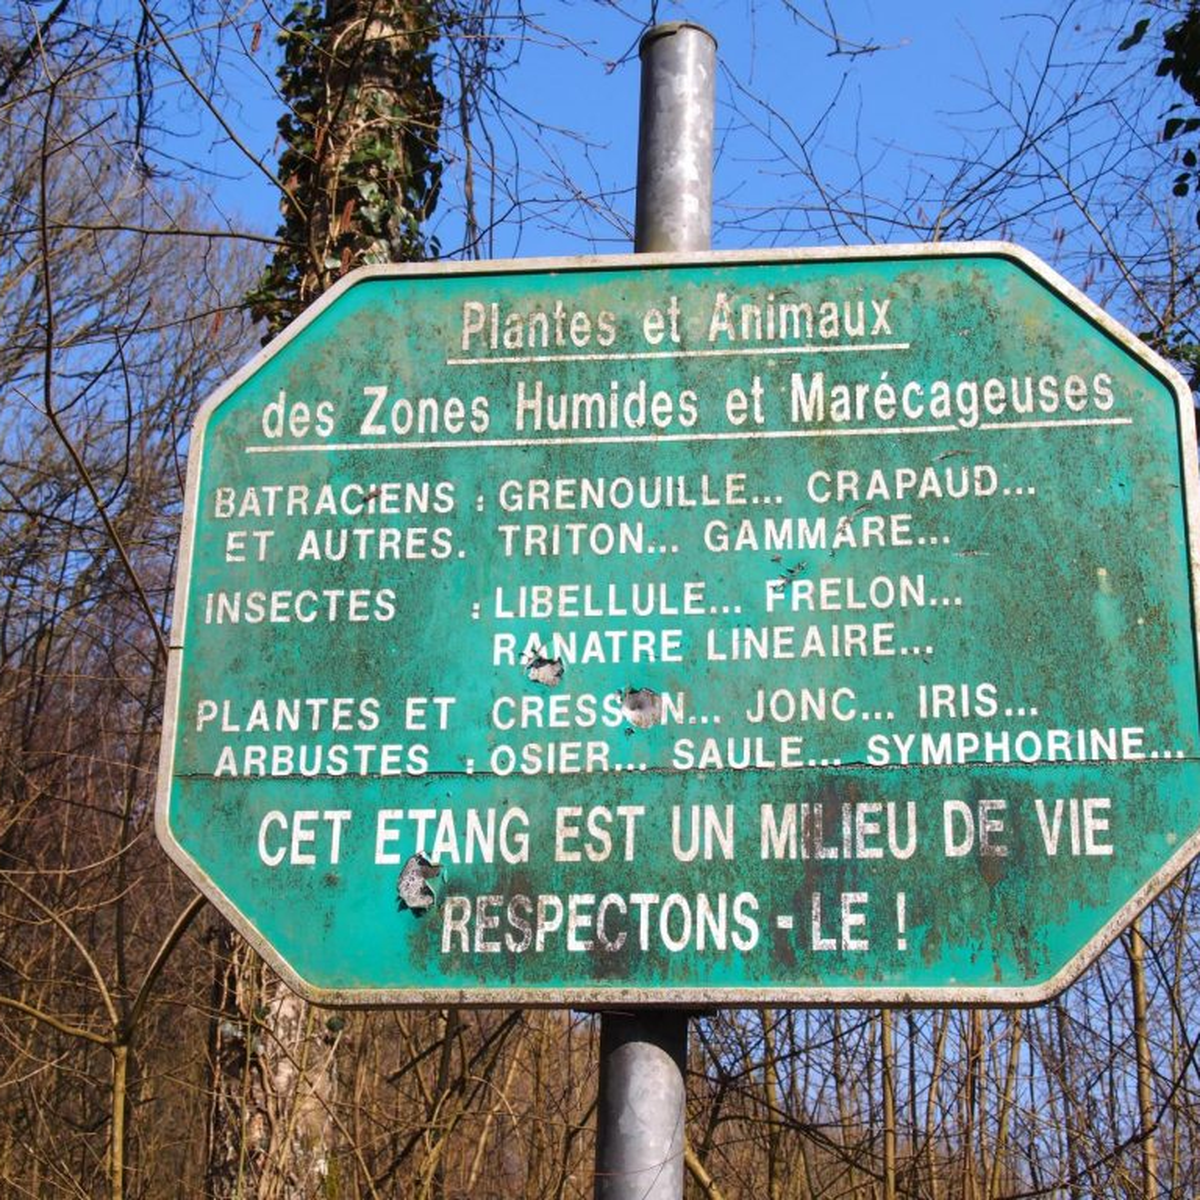 Plantes et Animaux
des Zones Humides et Marécageuses
BATRACIENS : GRENOUILLE... CRAPAUD...
ET AUTRES. TRITON... GAMMARE...
INSECTES : LIBELLULE... FRELON...
RANATRE LINEAIRE...
PLANTES ET CRESSON... JONC... IRIS...
ARBUSTES : OSIER... SAULE... SYMPHORINE...
CET ETANG EST UN MILIEU DE VIE
RESPECTONS - LE !